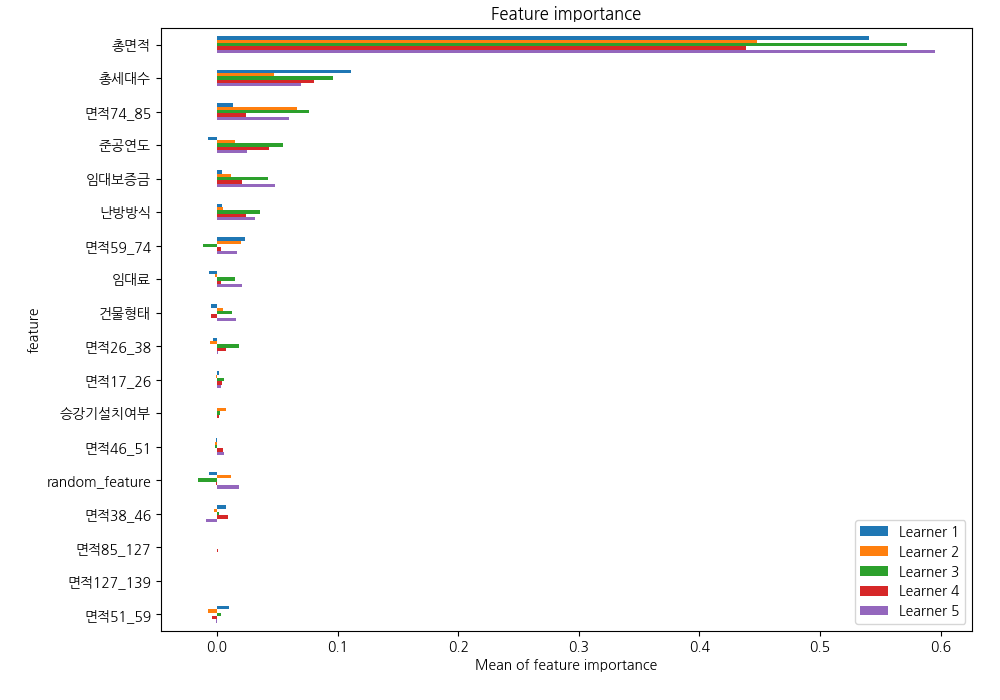 Feature importance
총면적
총세대수
면적74_85
준공연도
임대보증금
난방방식
면적59_74
임대료
건물형태
면적26_38
면적17_26
승강기설치여부
면적46_51
random_feature
면적38_46
면적85_127
면적127_139
면적51_59
feature
Learner 1
Learner 2
Learner 3
Learner 4
Learner 5
0.0 0.1 0.2 0.3 0.4 0.5 0.6
Mean of feature importance